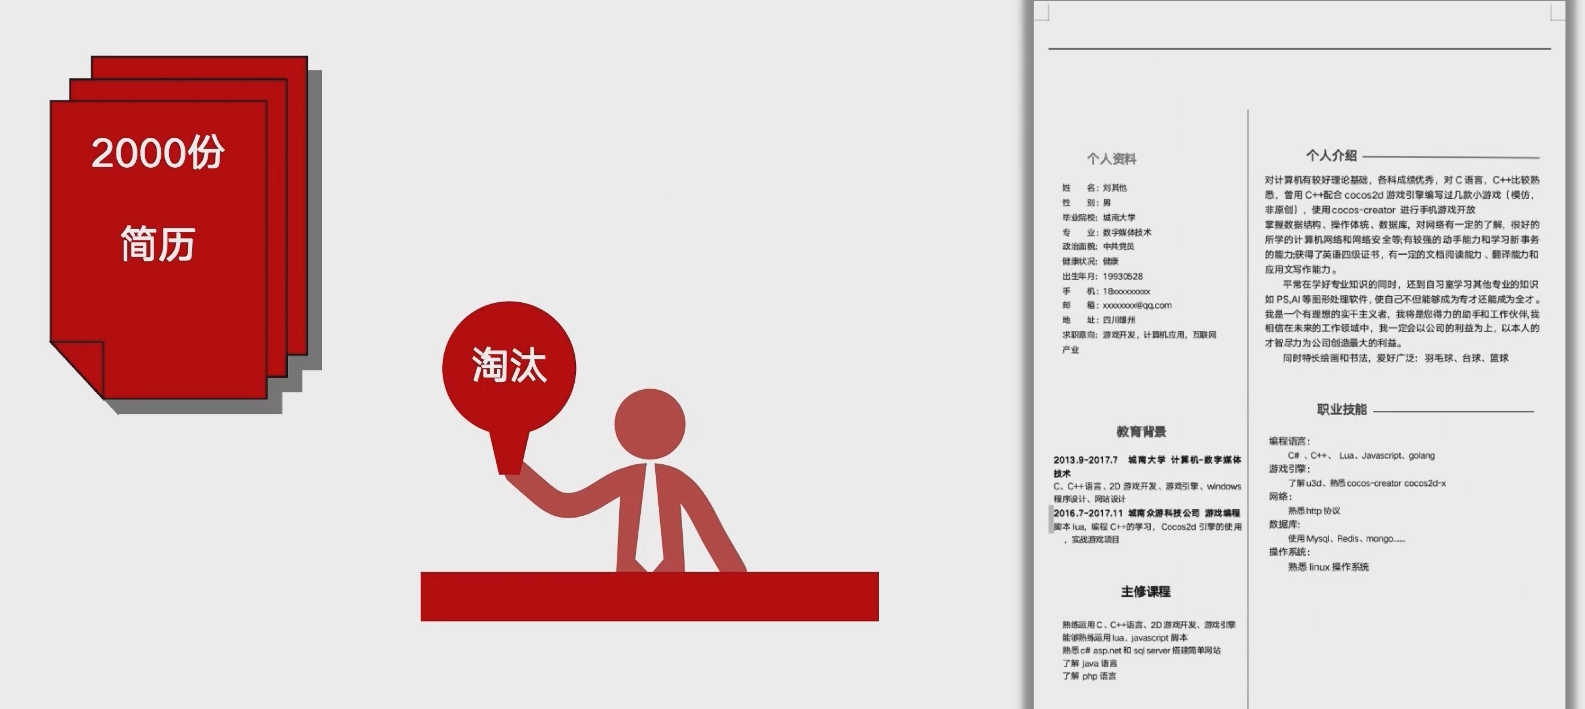 2000份
简历
淘汰
个人资料
姓 名：刘其他
性 别：男
毕业院校：城南大学
专 业：数字媒体技术
政治面貌：中共党员
健康状况：健康
出生年月：19930528
手 机：18xxxxxxxxx
邮 箱：xxxxxxxx@qq.com
地 址：四川雅州
求职意向：游戏开发，计算机应用，互联网
产业
教育背景
2013.9-2017.7 城南大学 计算机-数字媒体
技术
C、C++语言、2D 游戏开发、游戏引擎、windows
程序设计、网站设计
2016.7-2017.11 城南众游科技公司 游戏编程
脚本 lua，编程 C++的学习， Cocos2d 引擎的使用
，实战游戏项目
主修课程
熟练运用 C、C++语言、2D 游戏开发、游戏引擎
能够熟练运用 lua、javascript 脚本
熟悉 c# asp.net 和 sql server 搭建简单网站
了解 java 语言
了解 php 语言
个人介绍
对计算机有较好理论基础，各科成绩优秀，对 C 语言，C++比较熟
悉，曾用 C++配合 cocos2d 游戏引擎编写过几款小游戏（模仿，
非原创），使用 cocos-creator 进行手机游戏开放
掌握数据结构、操作体统、数据库，对网络有一定的了解，很好的
所学的计算机网络和网络安全等;有较强的动手能力和学习新事务
的能力;获得了英语四级证书，有一定的文档阅读能力、翻译能力和
应用文写作能力。
平常在学好专业知识的同时，还到自习室学习其他专业的知识
如 PS,AI 等图形处理软件，使自己不但能够成为专才还能成为全才。
我是一个有理想的实干主义者，我将是您得力的助手和工作伙伴,我
相信在未来的工作领域中，我一定会以公司的利益为上，以本人的
才智尽力为公司创造最大的利益。
同时特长绘画和书法，爱好广泛：羽毛球、台球、篮球
职业技能
编程语言：
C# 、C++、 Lua、Javascript、golang
游戏引擎：
了解 u3d、熟悉 cocos-creator cocos2d-x
网络：
熟悉 http 协议
数据库：
使用 Mysql、Redis、mongo......
操作系统：
熟悉 linux 操作系统